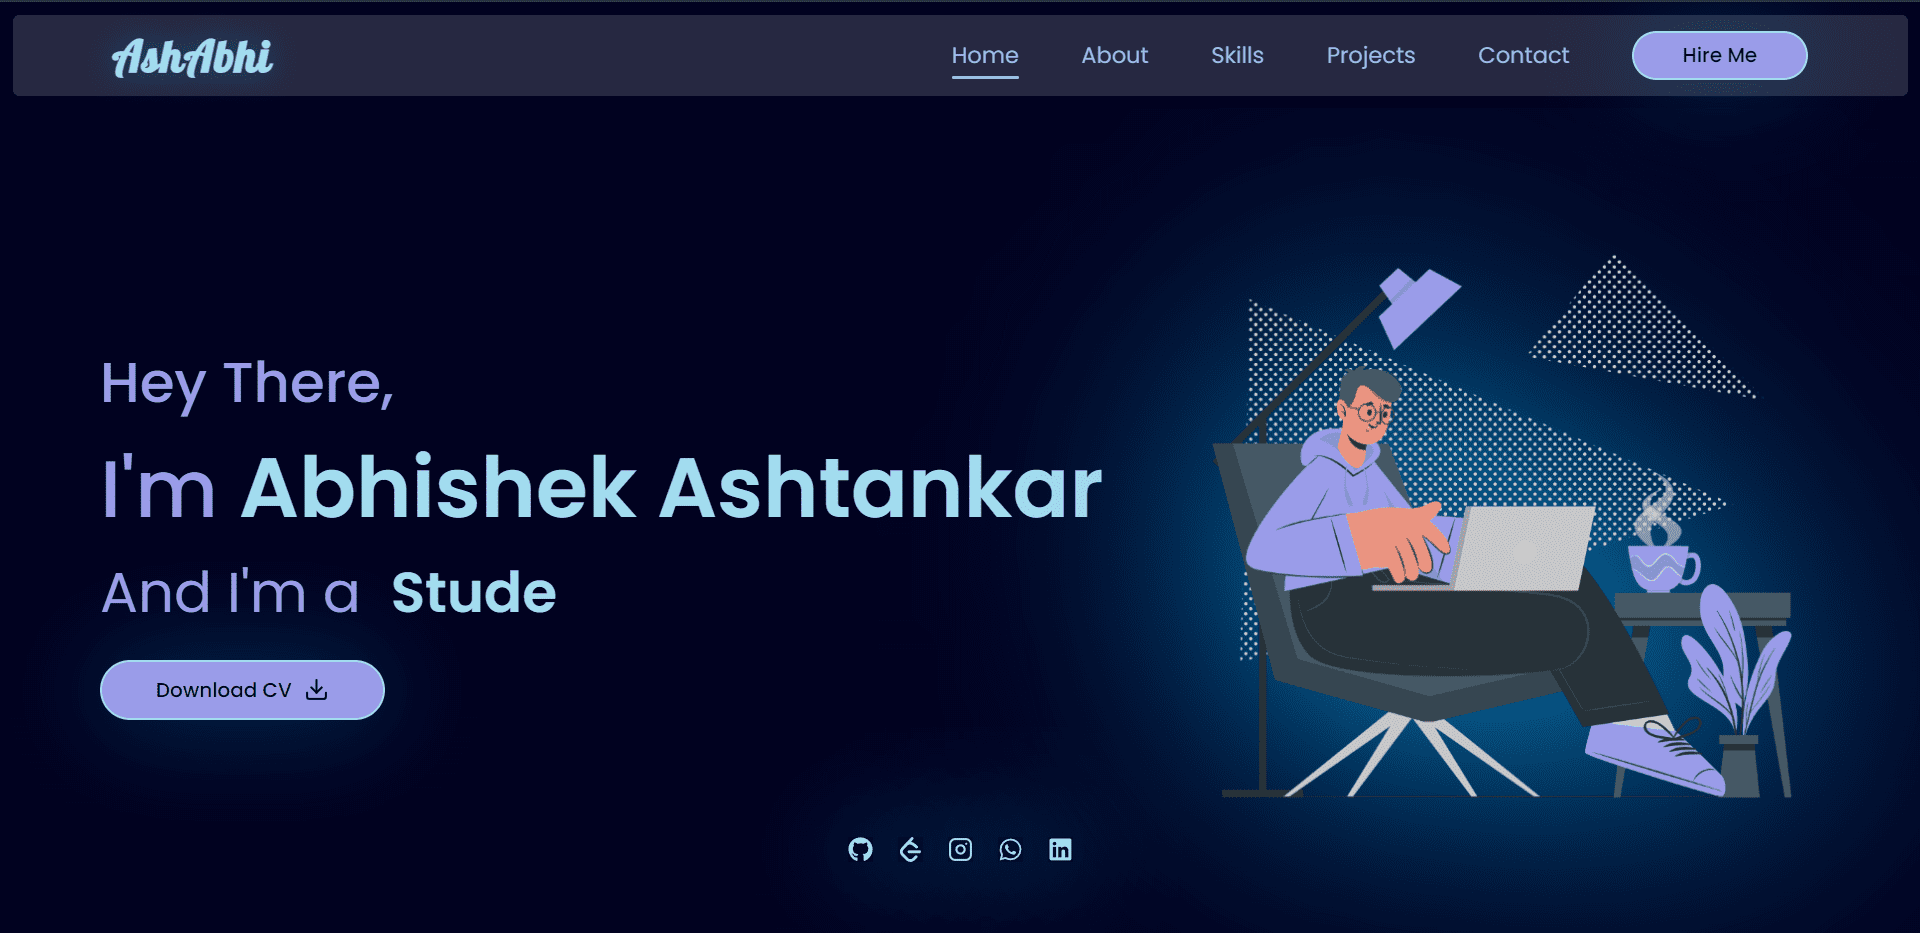 AshAbhi
Home About Skills Projects Contact Hire Me
Hey There,
I'm Abhishek Ashtankar
And I'm a Stude
Download CV